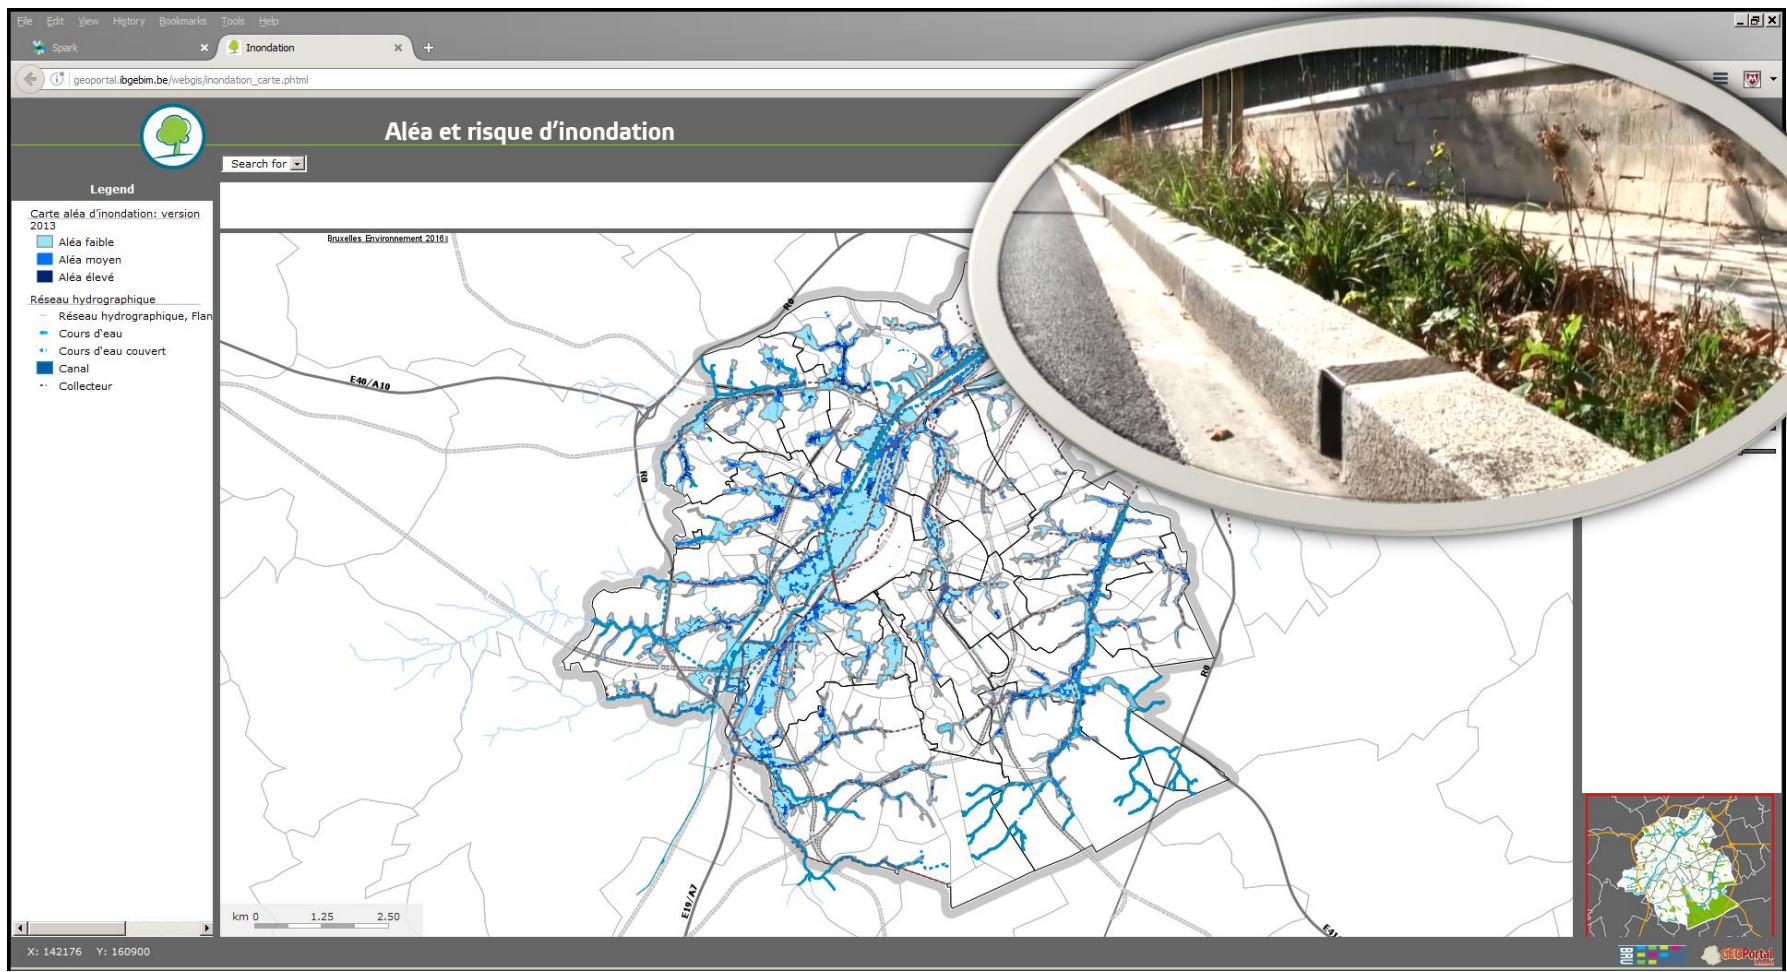 File Edit View History Bookmarks Tools Help
Spark
Inondation
geoportal.ibgebim.be/webgis/inondation_carte.phtml
Aléa et risque d'inondation
Search for
Legend
Carte aléa d'inondation: version
2013
Aléa faible
Aléa moyen
Aléa élevé
Réseau hydrographique
Réseau hydrographique, Flan
Cours d'eau
Cours d'eau couvert
Canal
Collecteur
Bruxelles Environnement 2016
R0
E40/A10
R0
R0
E19/A7
E411
km 0 1.25 2.50
X: 142176 Y: 160900
BRU
GEOPortal